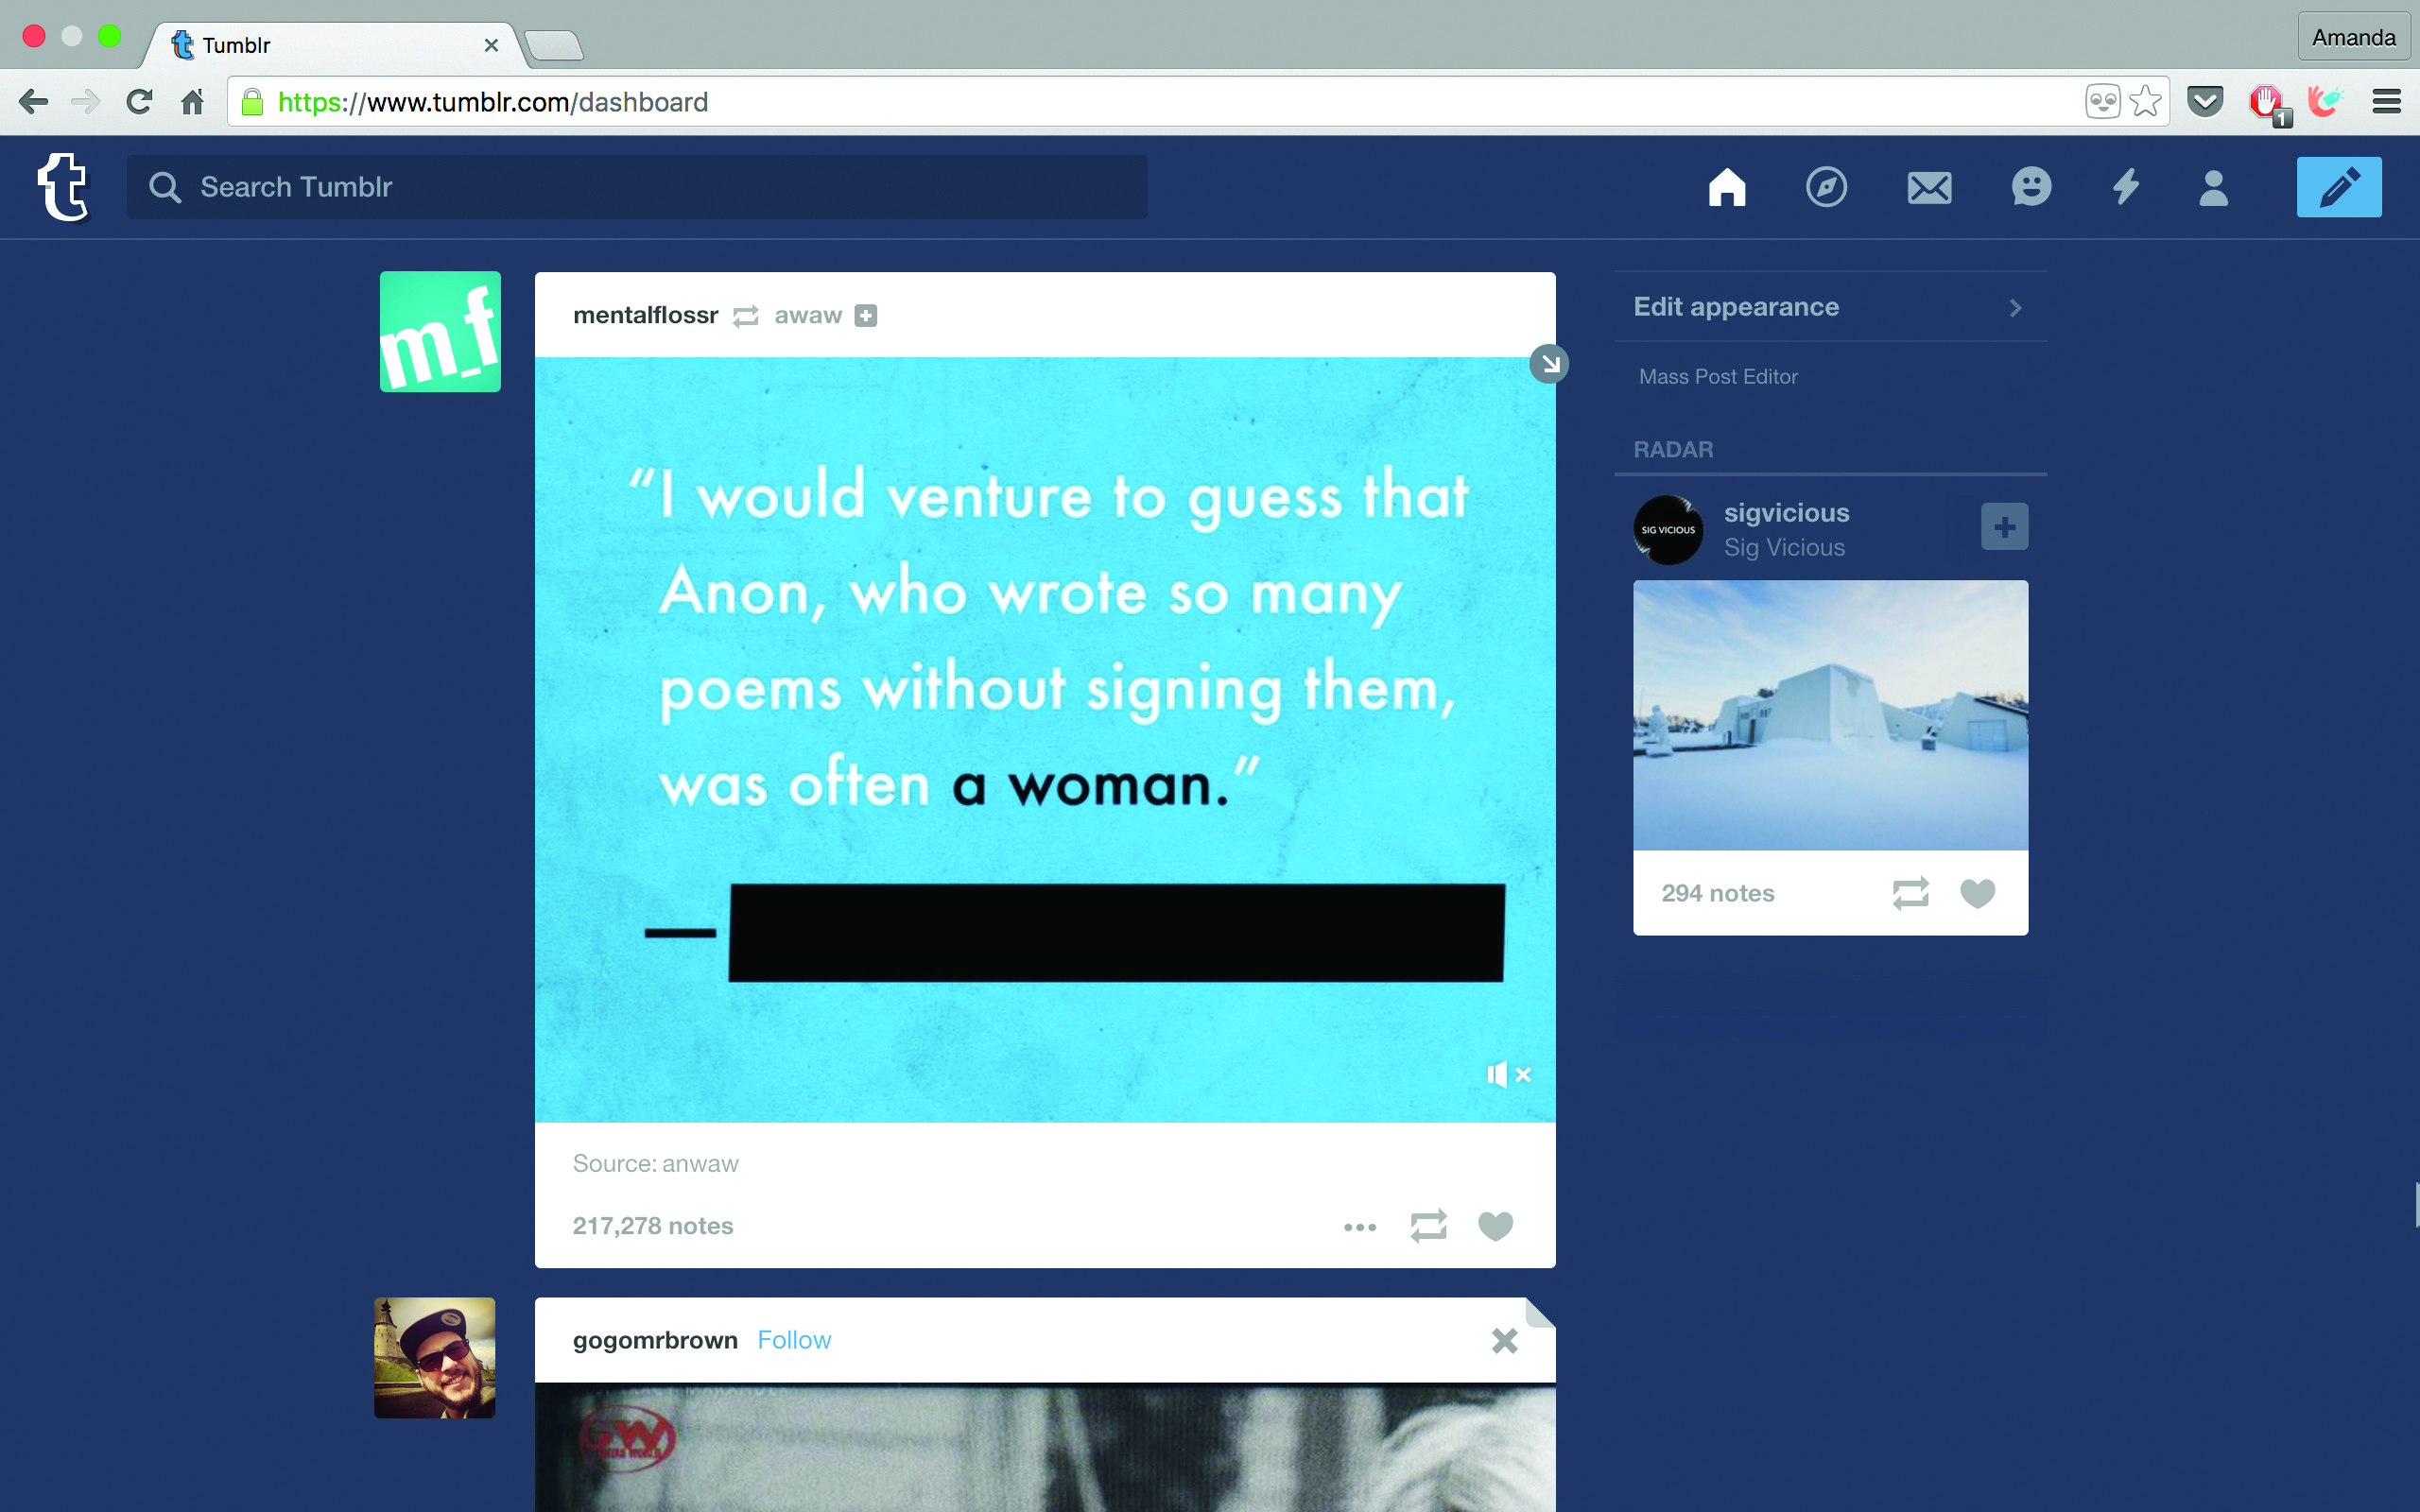 Tumblr
Amanda
https://www.tumblr.com/dashboard
1
t
Search Tumblr
m_f
mentalflossr awaw
Edit appearance
Mass Post Editor
RADAR
SIG VICIOUS
sigvicious
Sig Vicious
294 notes
“I would venture to guess that
Anon, who wrote so many
poems without signing them,
was often a woman.”
—
Source: anwaw
217,278 notes
gogomrbrown Follow
GW